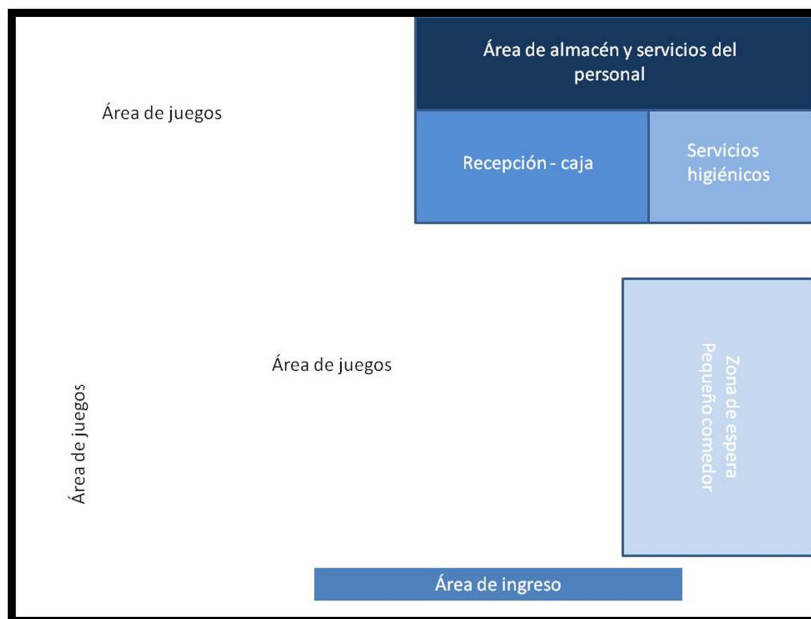 Área de almacén y servicios del
personal
Área de juegos
Recepción - caja
Servicios
higiénicos
Área de juegos
Zona de espera
Pequeño comedor
Área de juegos
Área de ingreso